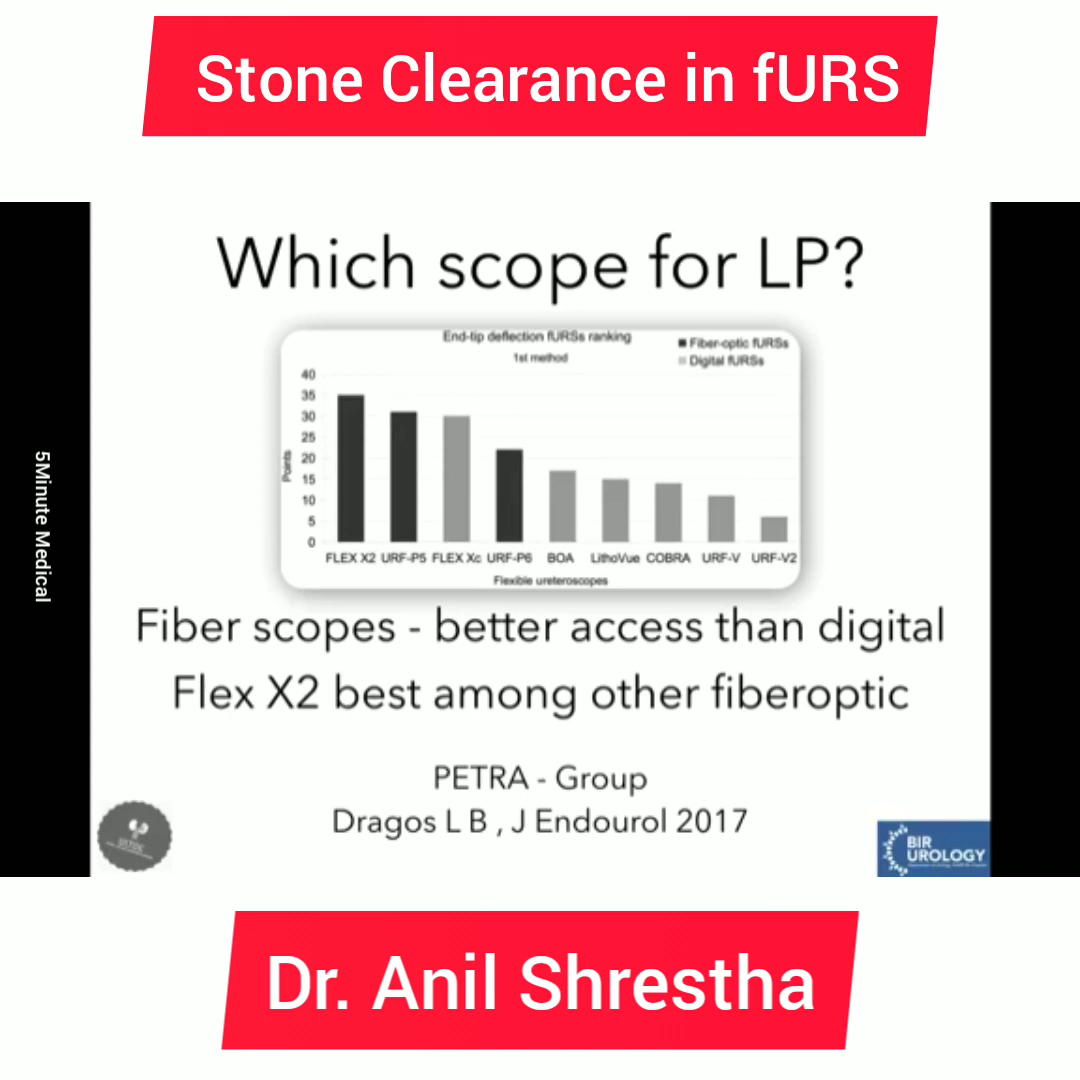 Stone Clearance in fURS
Which scope for LP?
End-tip deflection fURSs ranking
1st method
Fiber-optic fURSs
Digital fURSs
40
35
30
25
20
15
10
5
0
Points
FLEX X2 URF-P5 FLEX Xc URF-P6 BOA LithoVue COBRA URF-V URF-V2
Flexible ureteroscopes
Fiber scopes - better access than digital
Flex X2 best among other fiberoptic
PETRA - Group
Dragos L B , J Endourol 2017
BIR
UROLOGY
5Minute Medical
Dr. Anil Shrestha